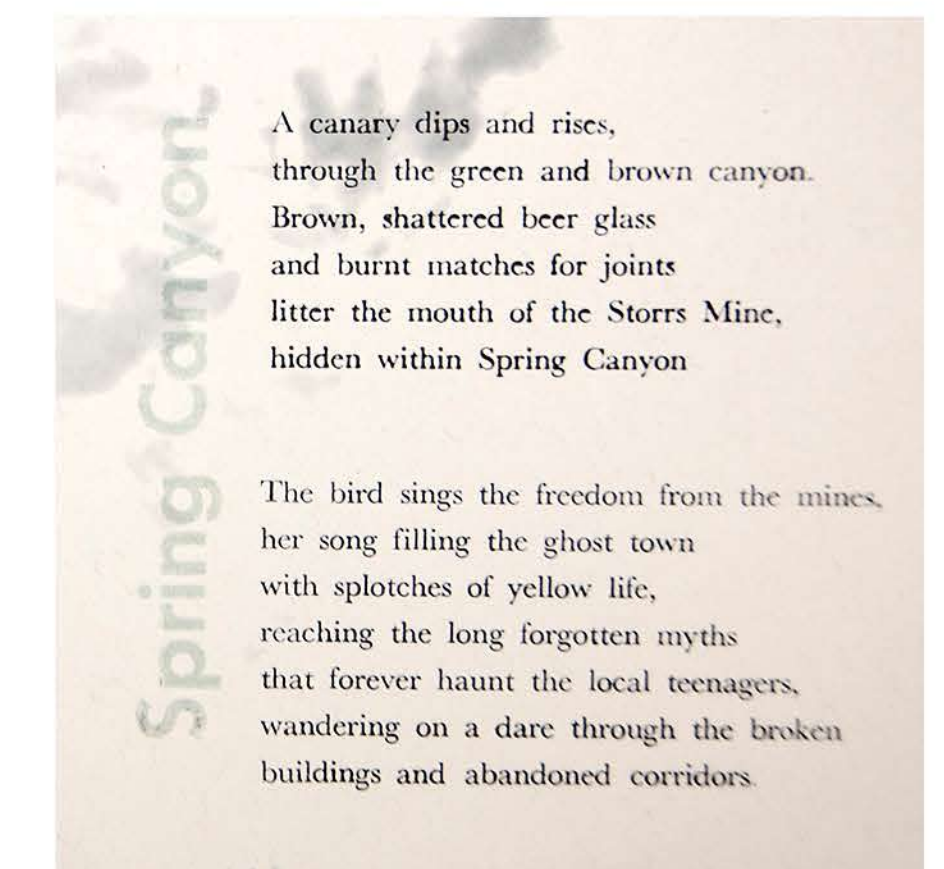 Spring Canyon
A canary dips and rises,
through the green and brown canyon.
Brown, shattered beer glass
and burnt matches for joints
litter the mouth of the Storrs Mine,
hidden within Spring Canyon
The bird sings the freedom from the mines,
her song filling the ghost town
with splotches of yellow life,
reaching the long forgotten myths
that forever haunt the local teenagers,
wandering on a dare through the broken
buildings and abandoned corridors.